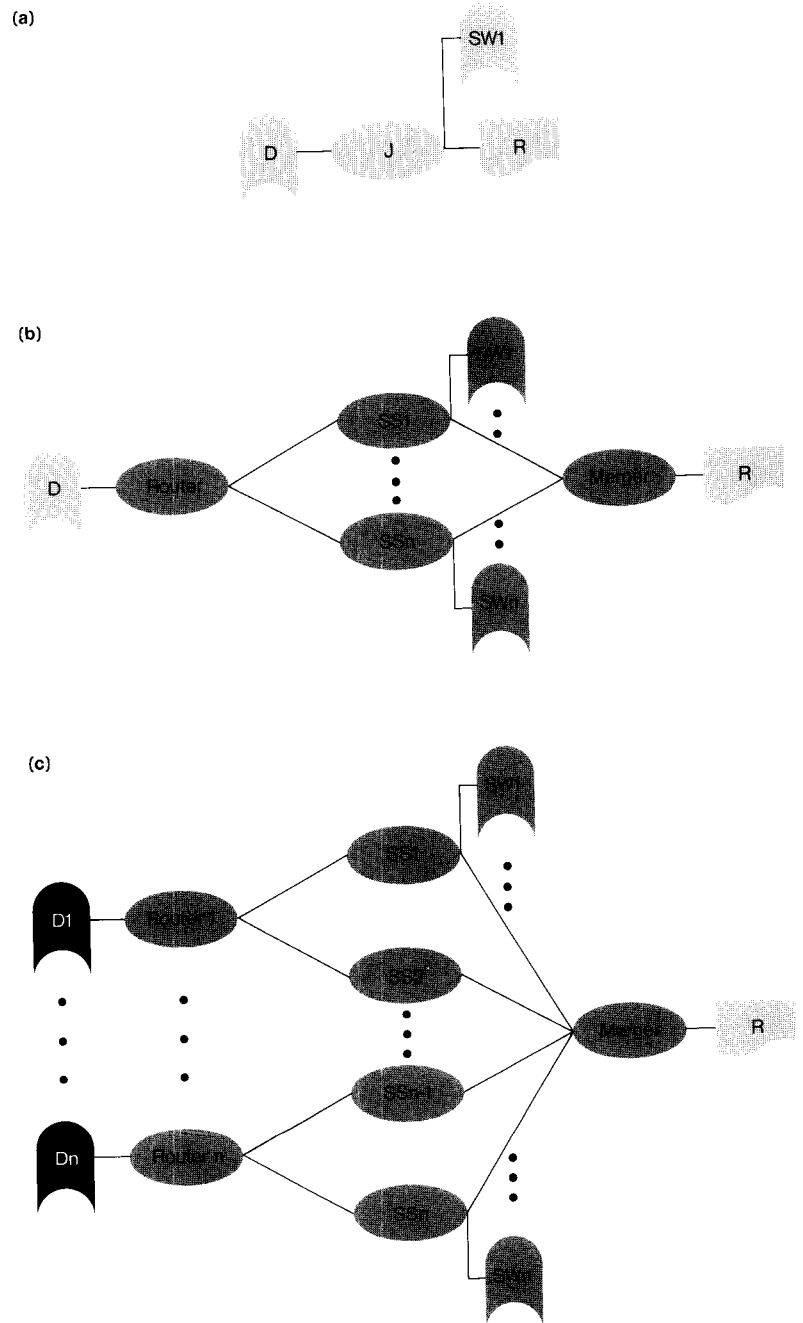 (a)
SW1
D
J
R
(b)
SS1
D
Router
Merger
R
SSn
SWn
(c)
SW1
SS1
D1
Router 1
SS2
Merger
R
SSn-1
Dn
Router n
SSn
SWn